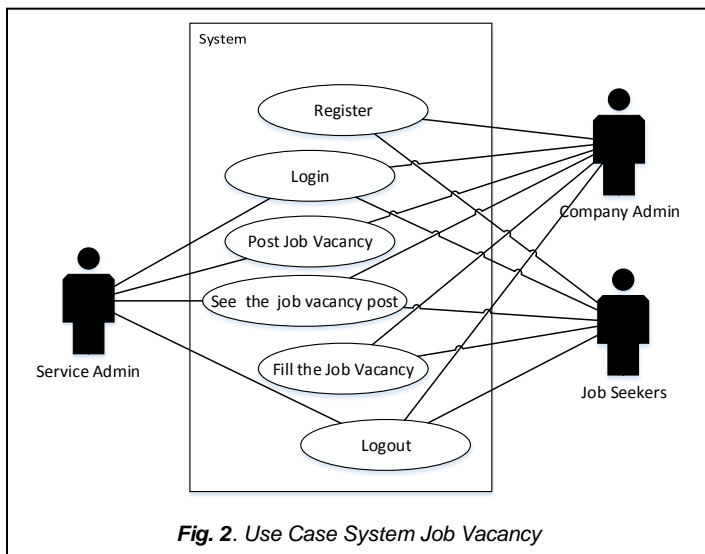 System
Register
Login
Company Admin
Post Job Vacancy
See the job vacancy post
Service Admin
Fill the Job Vacancy
Job Seekers
Logout
Fig. 2. Use Case System Job Vacancy